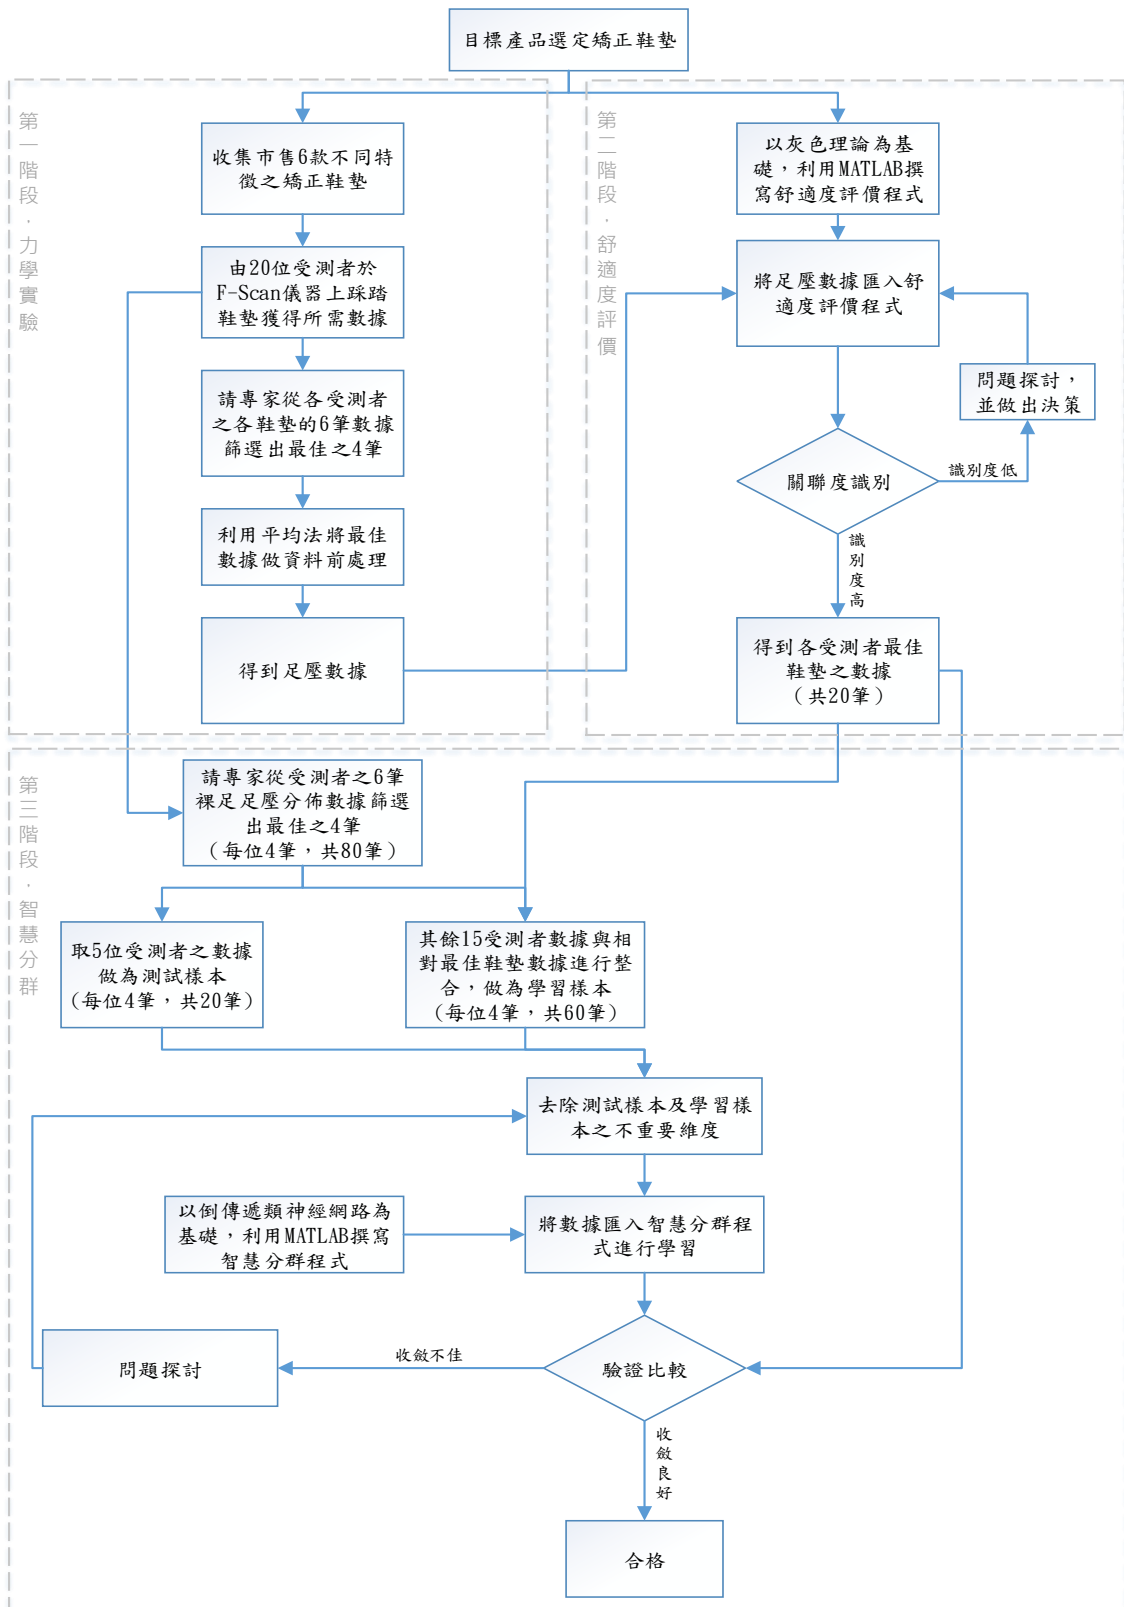 目標產品選定矯正鞋墊
第一階段．力學實驗
收集市售6款不同特
徵之矯正鞋墊
由20位受測者於
F-Scan儀器上踩踏
鞋墊獲得所需數據
請專家從各受測者
之各鞋墊的6筆數據
篩選出最佳之4筆
利用平均法將最佳
數據做資料前處理
得到足壓數據
第二階段．舒適度評價
以灰色理論為基
礎，利用MATLAB撰
寫舒適度評價程式
將足壓數據匯入舒
適度評價程式
問題探討，
並做出決策
關聯度識別
識別度低
識別度高
得到各受測者最佳
鞋墊之數據
（共20筆）
第三階段．智慧分群
請專家從受測者之6筆
裸足足壓分佈數據篩選
出最佳之4筆
（每位4筆，共80筆）
取5位受測者之數據
做為測試樣本
(每位4筆，共20筆)
其餘15受測者數據與相
對最佳鞋墊數據進行整
合，做為學習樣本
(每位4筆，共60筆)
去除測試樣本及學習樣
本之不重要維度
以倒傳遞類神經網路為
基礎，利用MATLAB撰寫
智慧分群程式
將數據匯入智慧分群程
式進行學習
問題探討
收斂不佳
驗證比較
收斂良好
合格